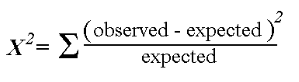 X² = ∑ (observed - expected)² / expected